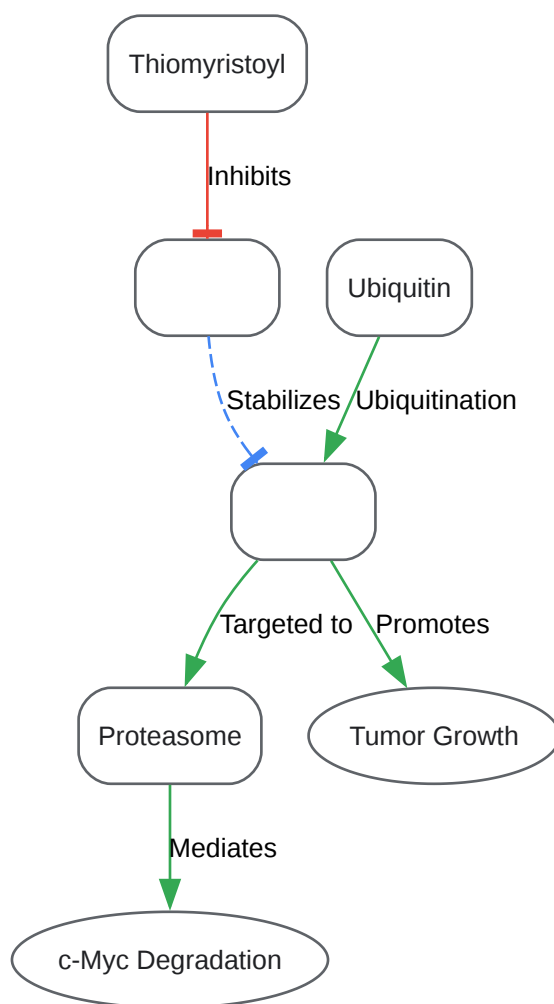 Thiomyristoyl
Inhibits
Ubiquitin
Stabilizes
Ubiquitination
Targeted to
Promotes
Proteasome
Tumor Growth
Mediates
c-Myc Degradation